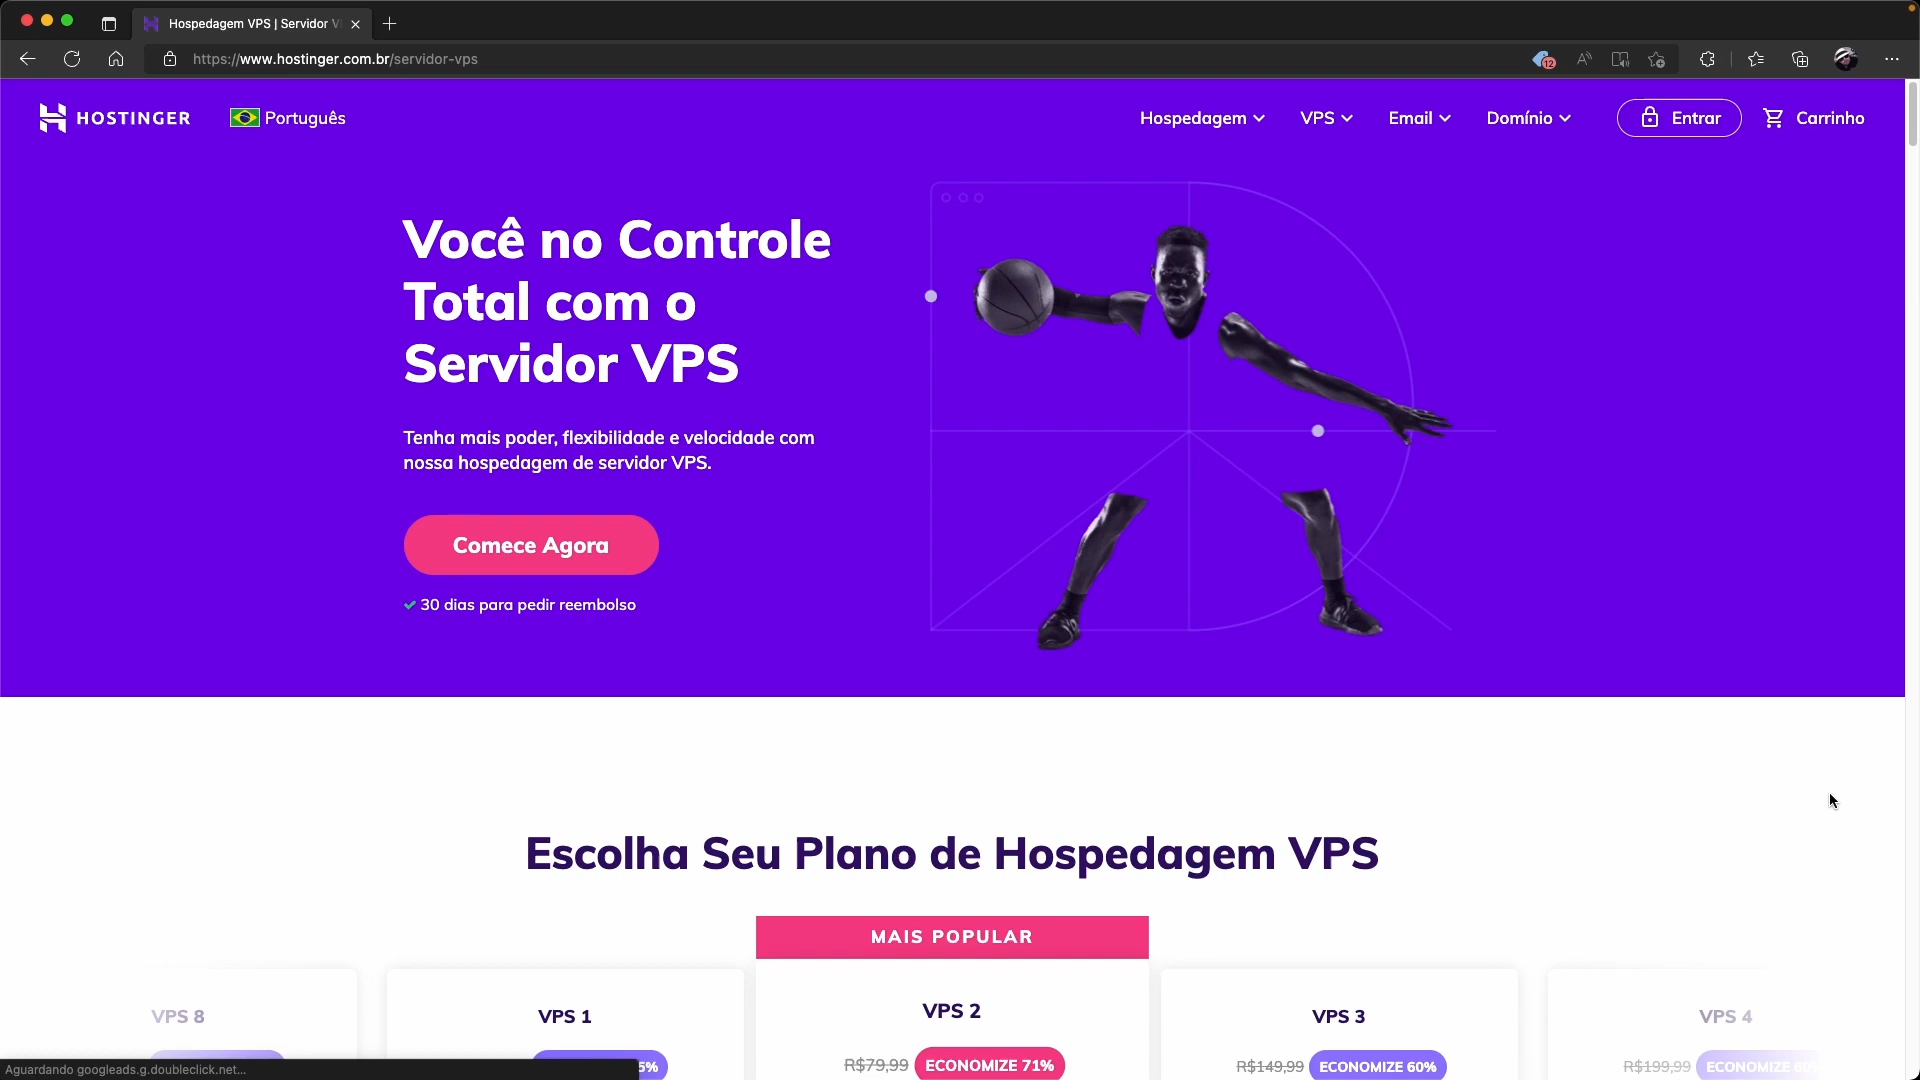 Hospedagem VPS | Servidor V
https://www.hostinger.com.br/servidor-vps
12
HOSTINGER
Português
Hospedagem
VPS
Email
Domínio
Entrar
Carrinho
Você no Controle
Total com o
Servidor VPS
Tenha mais poder, flexibilidade e velocidade com
nossa hospedagem de servidor VPS.
Comece Agora
30 dias para pedir reembolso
Escolha Seu Plano de Hospedagem VPS
MAIS POPULAR
VPS 8
VPS 1
VPS 2
VPS 3
VPS 4
5%
R$79,99 ECONOMIZE 71%
R$149,99 ECONOMIZE 60%
R$199,99 ECONOMIZE
Aguardando googleads.g.doubleclick.net...